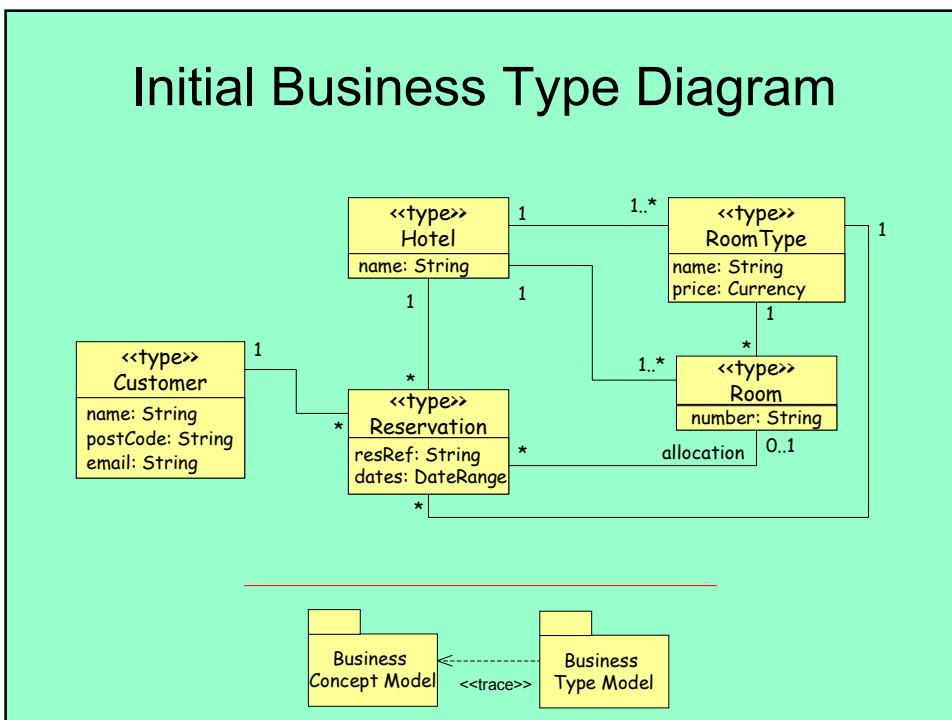 Initial Business Type Diagram
<<type>>
Hotel
name: String
1
1..*
<<type>>
RoomType
name: String
price: Currency
1
1
1
1
*
1..*
<<type>>
Room
number: String
<<type>>
Customer
name: String
postCode: String
email: String
1
*
*
<<type>>
Reservation
resRef: String
dates: DateRange
*
allocation
0..1
*
Business
Concept Model
<<trace>>
Business
Type Model